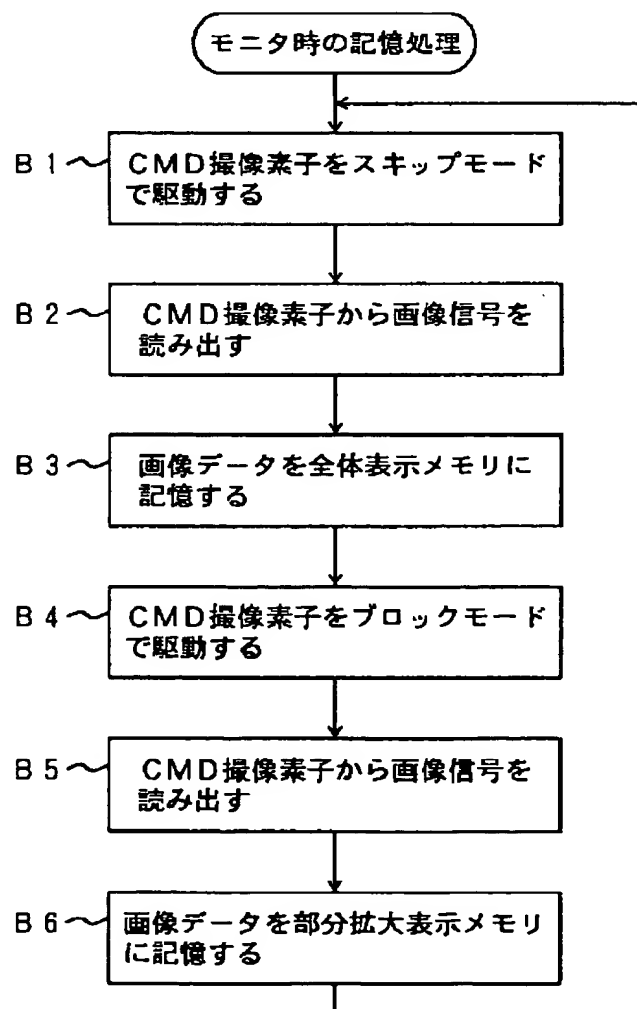 モニタ時の記憶処理
B1 CMD撮像素子をスキップモード
で駆動する
B2 CMD撮像素子から画像信号を
読み出す
B3 画像データを全体表示メモリに
記憶する
B4 CMD撮像素子をブロックモード
で駆動する
B5 CMD撮像素子から画像信号を
読み出す
B6 画像データを部分拡大表示メモリ
に記憶する